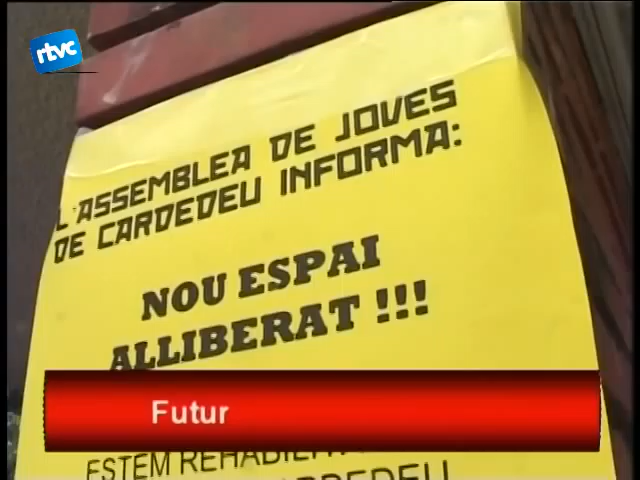 rtvc
L'ASSEMBLEA DE JOVES
DE CARDEDEU INFORMA:
NOU ESPAI
ALLIBERAT !!!
Futur
ESTEM